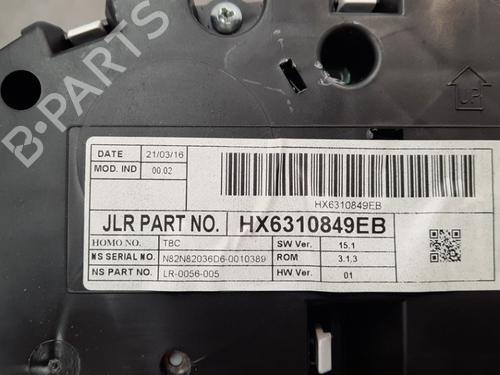 B-PARTS
UP
DATE 21/03/16
MOD. IND 00.02
HX6310849EB
JLR PART NO. HX6310849EB
HOMO NO. TBC SW Ver. 15.1
NS SERIAL NO. N82N82036D6-0010389 ROM 3.1,3
NS PART NO. LR-0056-005 HW Ver. 01